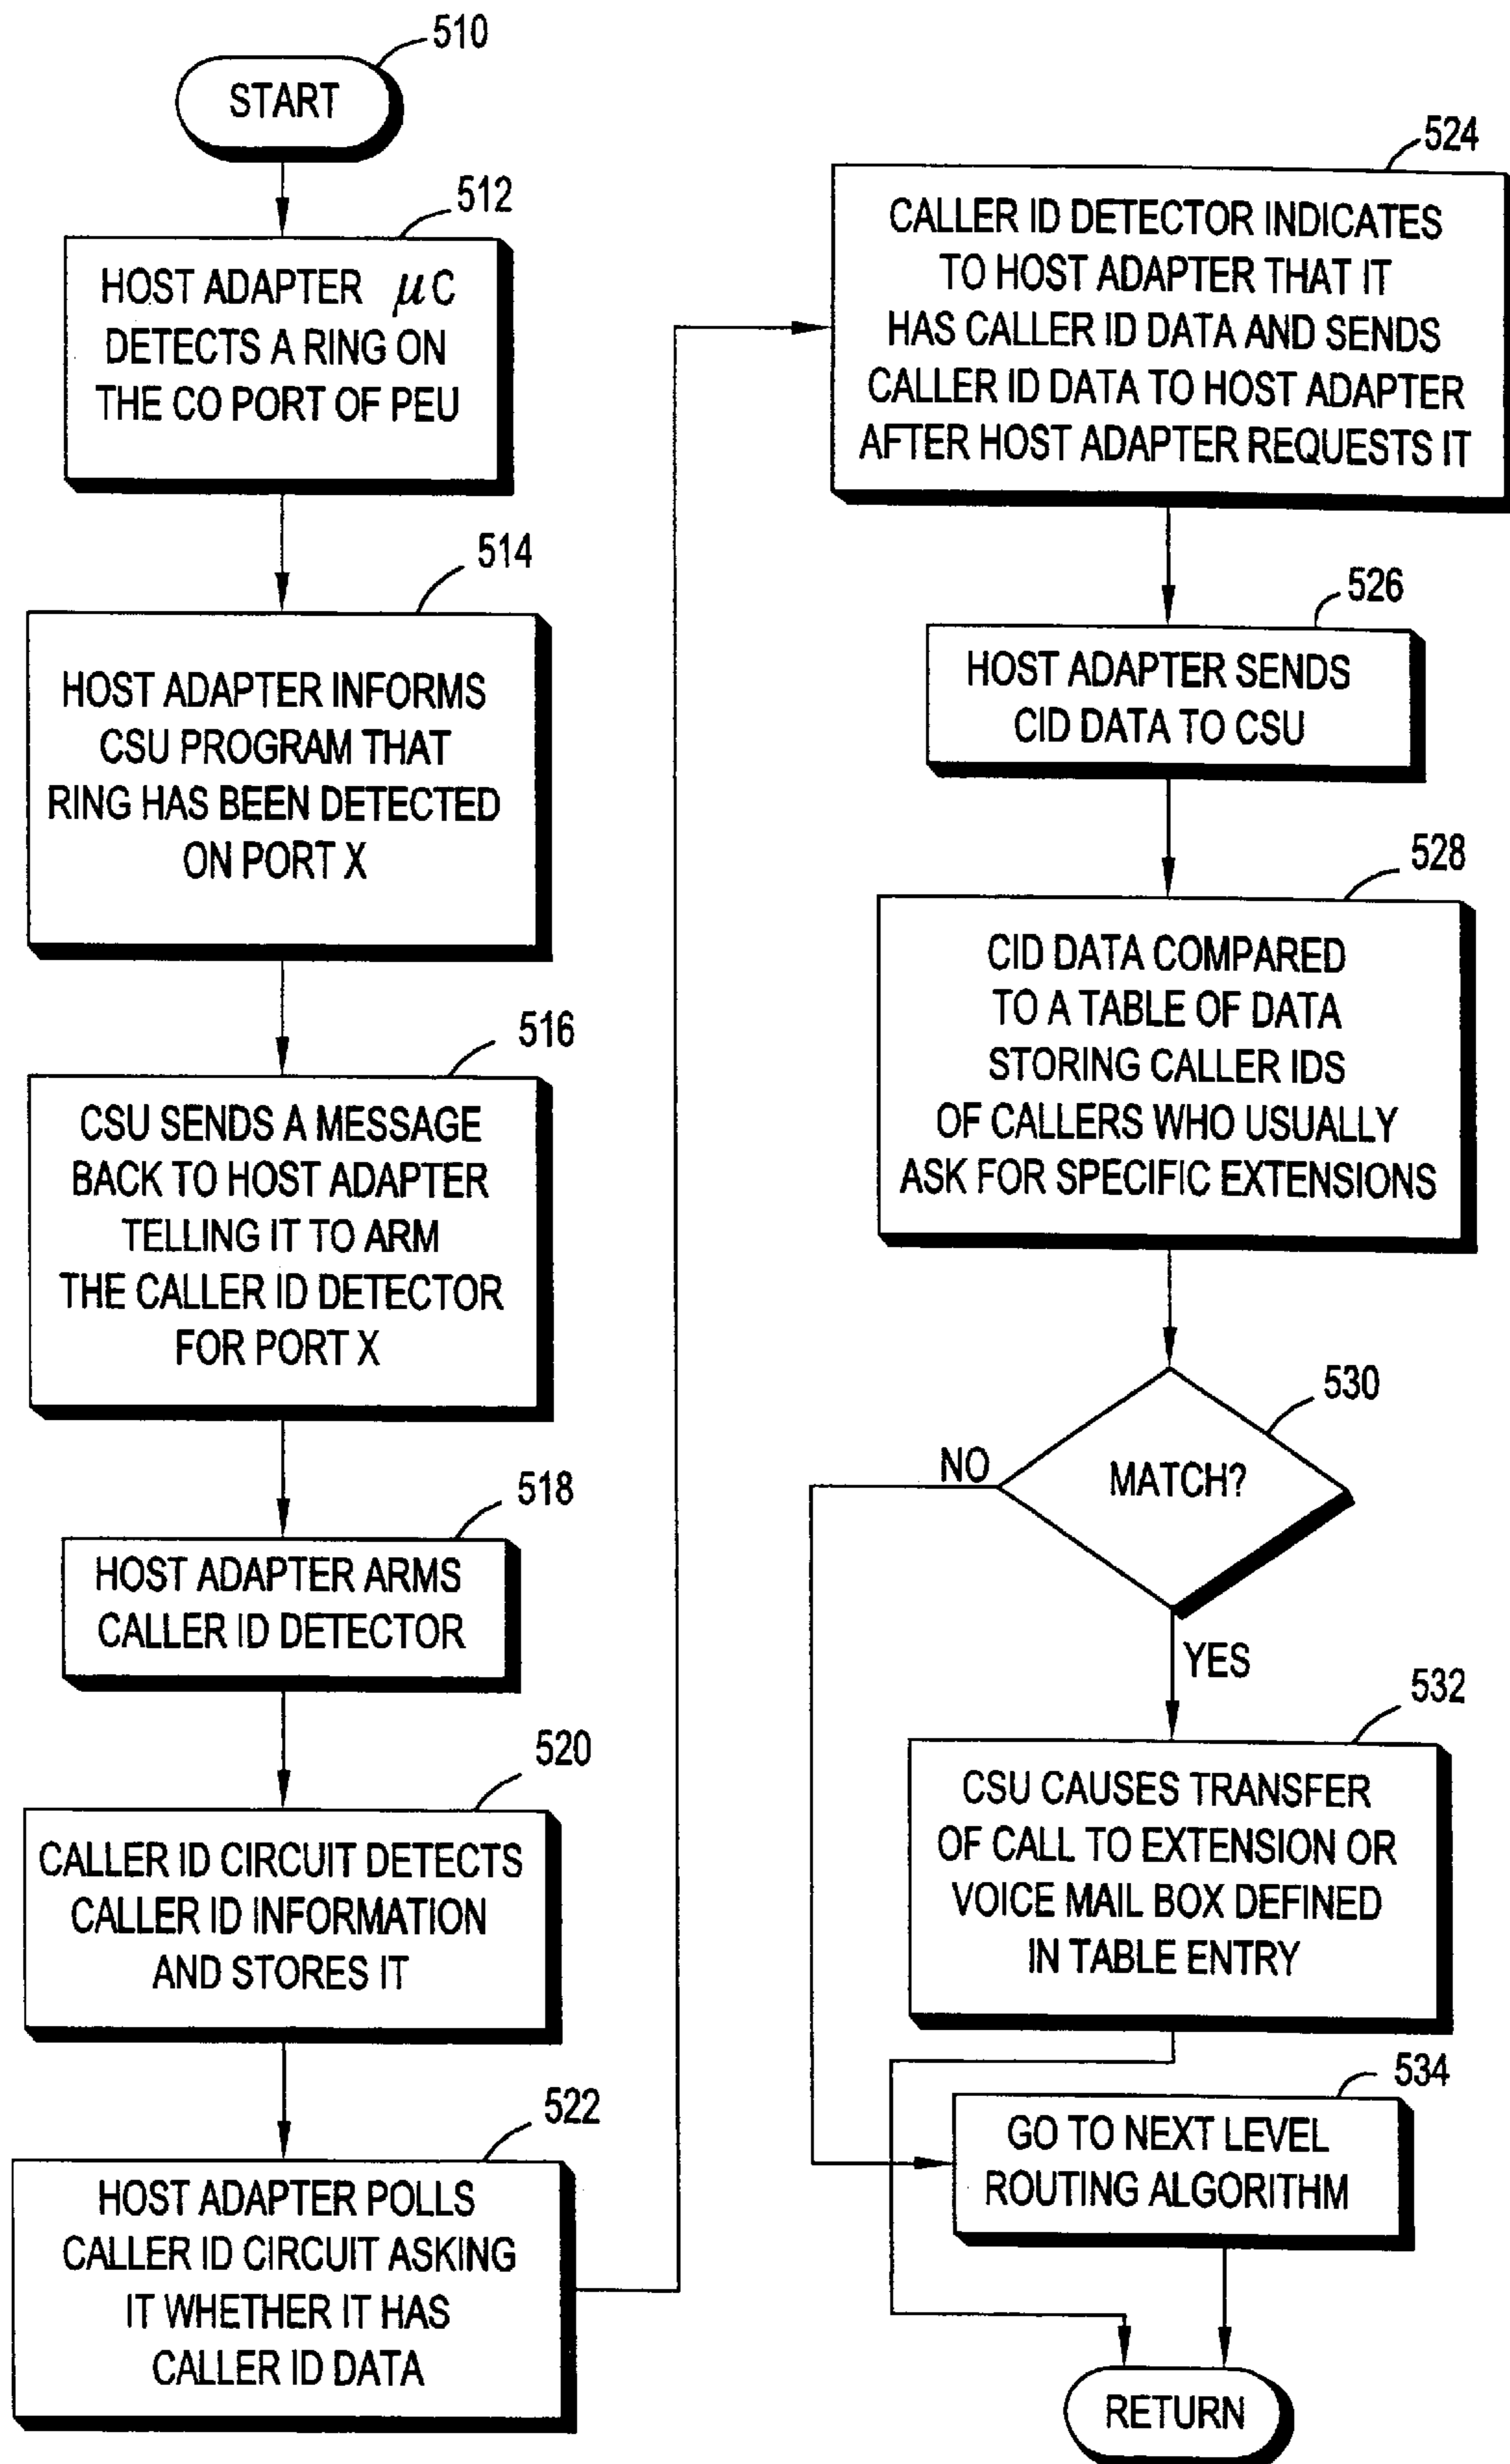 510
START
512
HOST ADAPTER μC
DETECTS A RING ON
THE CO PORT OF PEU
514
HOST ADAPTER INFORMS
CSU PROGRAM THAT
RING HAS BEEN DETECTED
ON PORT X
516
CSU SENDS A MESSAGE
BACK TO HOST ADAPTER
TELLING IT TO ARM
THE CALLER ID DETECTOR
FOR PORT X
518
HOST ADAPTER ARMS
CALLER ID DETECTOR
520
CALLER ID CIRCUIT DETECTS
CALLER ID INFORMATION
AND STORES IT
522
HOST ADAPTER POLLS
CALLER ID CIRCUIT ASKING
IT WHETHER IT HAS
CALLER ID DATA
524
CALLER ID DETECTOR INDICATES
TO HOST ADAPTER THAT IT
HAS CALLER ID DATA AND SENDS
CALLER ID DATA TO HOST ADAPTER
AFTER HOST ADAPTER REQUESTS IT
526
HOST ADAPTER SENDS
CID DATA TO CSU
528
CID DATA COMPARED
TO A TABLE OF DATA
STORING CALLER IDS
OF CALLERS WHO USUALLY
ASK FOR SPECIFIC EXTENSIONS
530
MATCH?
NO
YES
532
CSU CAUSES TRANSFER
OF CALL TO EXTENSION OR
VOICE MAIL BOX DEFINED
IN TABLE ENTRY
534
GO TO NEXT LEVEL
ROUTING ALGORITHM
RETURN